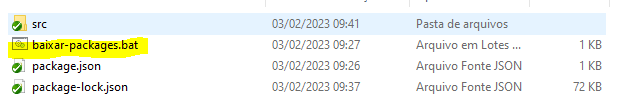 src 03/02/2023 09:41 Pasta de arquivos
baixar-packages.bat 03/02/2023 09:27 Arquivo em Lotes ... 1 KB
package.json 03/02/2023 09:26 Arquivo Fonte JSON 1 KB
package-lock.json 03/02/2023 09:37 Arquivo Fonte JSON 72 KB